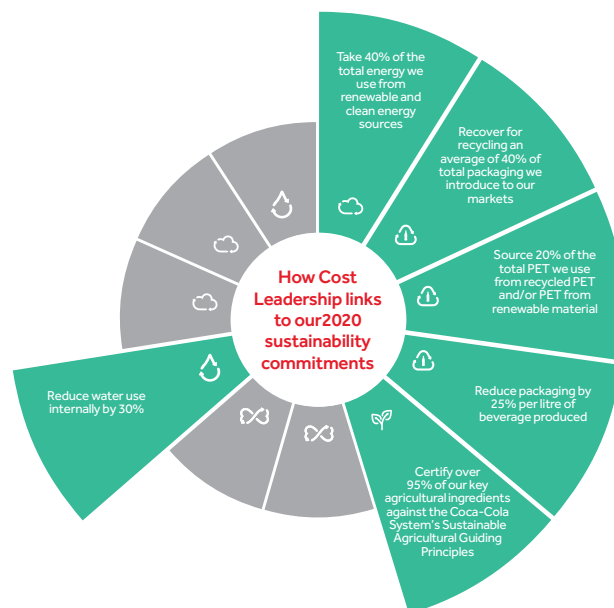 Take 40% of the
total energy we
use from
renewable and
clean energy
sources
Recover for
recycling an
average of 40% of
total packaging we
introduce to our
markets
Source 20% of the
total PET we use
from recycled PET
and/or PET from
renewable material
Reduce packaging by
25% per litre of
beverage produced
Certify over
95% of our key
agricultural ingredients
against the Coca-Cola
System's Sustainable
Agricultural Guiding
Principles
Reduce water use
internally by 30%
How Cost
Leadership links
to our2020
sustainability
commitments